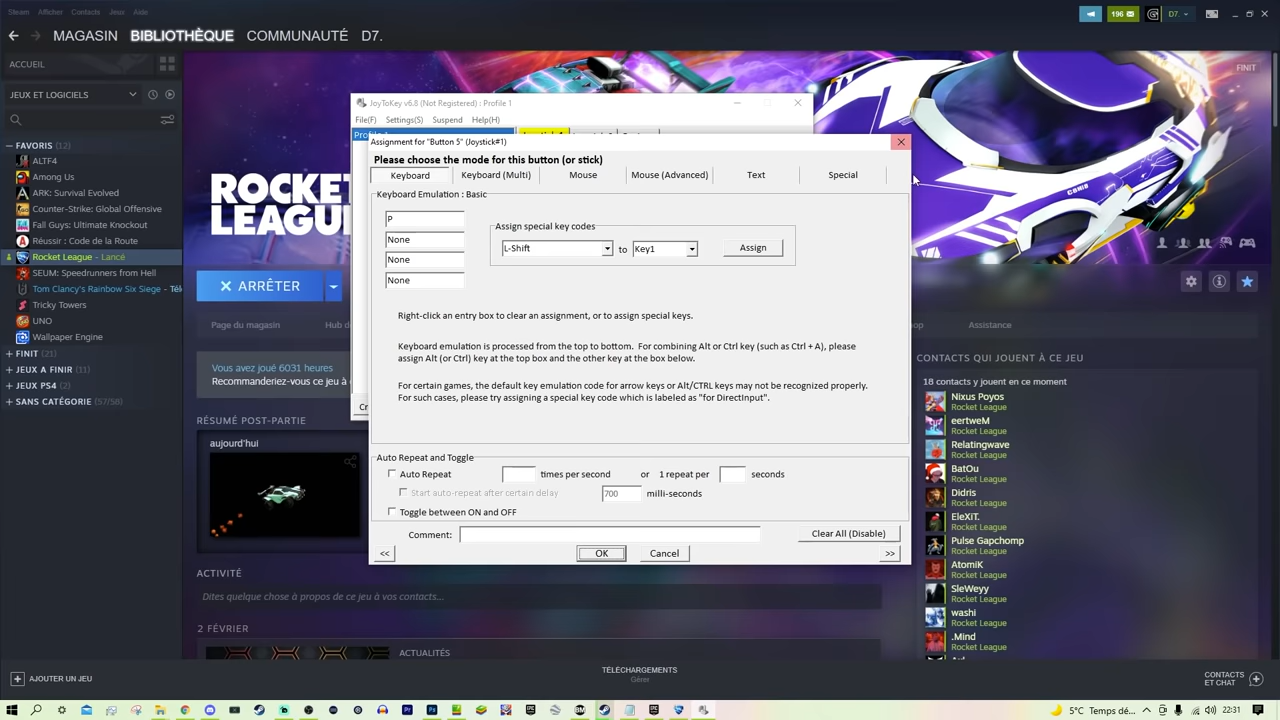 Steam Afficher Contacts Jeux Aide
196
D7.
MAGASIN BIBLIOTHÈQUE COMMUNAUTÉ D7.
ACCUEIL
JEUX ET LOGICIELS
FAVORIS (12)
ALTF4
Among Us
ARK: Survival Evolved
Counter-Strike: Global Offensive
Fall Guys: Ultimate Knockout
Réussir : Code de la Route
Rocket League - Lancé
SEUM: Speedrunners from Hell
Tom Clancy's Rainbow Six Siege - Tél
Tricky Towers
UNO
Wallpaper Engine
FINIT (21)
JEUX A FINIR (11)
JEUX PS4 (2)
SANS CATÉGORIE (57/58)
FINIT
ROCKET
LEAGUE
ARRÊTER
Page du magasin
Assistance
Vous avez joué 6031 heures
Recommanderiez-vous ce jeu à
RÉSUMÉ POST-PARTIE
aujourd'hui
ACTIVITÉ
Dites quelque chose à propos de ce jeu à vos contacts...
2 FÉVRIER
ACTUALITÉS
JoyToKey v6.8 (Not Registered) : Profile 1
File(F) Settings(S) Suspend Help(H)
Assignment for "Button 5" (Joystick#1)
Please choose the mode for this button (or stick)
Keyboard Keyboard (Multi) Mouse Mouse (Advanced) Text Special
Keyboard Emulation : Basic
P
None
None
None
Assign special key codes
L-Shift to Key1 Assign
Right-click an entry box to clear an assignment, or to assign special keys.
Keyboard emulation is processed from the top to bottom. For combining Alt or Ctrl key (such as Ctrl + A), please
assign Alt (or Ctrl) key at the top box and the other key at the box below.
For certain games, the default key emulation code for arrow keys or Alt/CTRL keys may not be recognized properly.
For such cases, please try assigning a special key code which is labeled as "for DirectInput".
Auto Repeat and Toggle
Auto Repeat times per second or 1 repeat per seconds
Start auto-repeat after certain delay 700 milli-seconds
Toggle between ON and OFF
Comment: Clear All (Disable)
<< OK Cancel >>
CONTACTS QUI JOUENT À CE JEU
18 contacts y jouent en ce moment
Nixus Poyos
Rocket League
eertweM
Rocket League
Relatingwave
Rocket League
BatOu
Rocket League
Didris
Rocket League
EleXiT.
Rocket League
Pulse Gapchomp
Rocket League
AtomiK
Rocket League
SleWeyy
Rocket League
washi
Rocket League
.Mind
Rocket League
AJOUTER UN JEU
TÉLÉCHARGEMENTS
Gérer
CONTACTS
ET CHAT
5°C Temps dé... 22:31